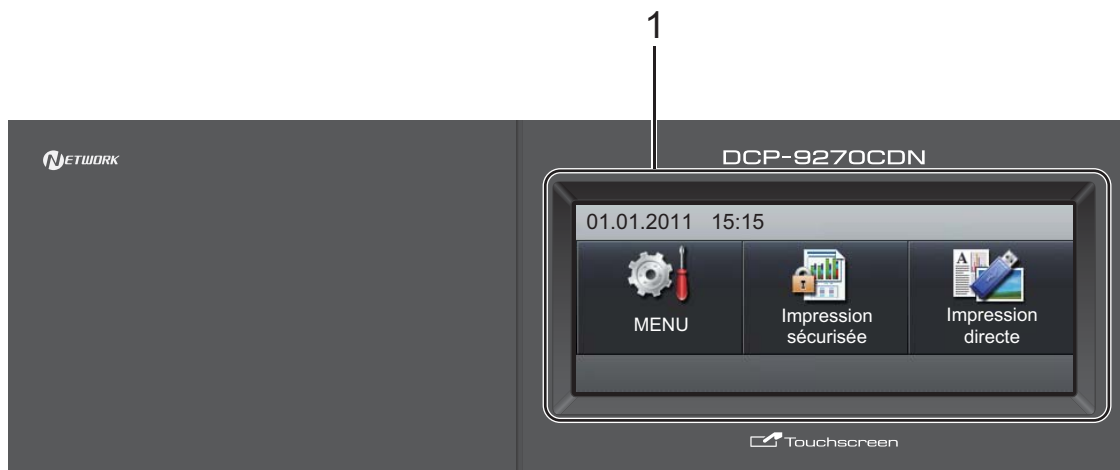 1
NETWORK
DCP-9270CDN
01.01.2011 15:15
MENU
Impression
sécurisée
Impression
directe
Touchscreen